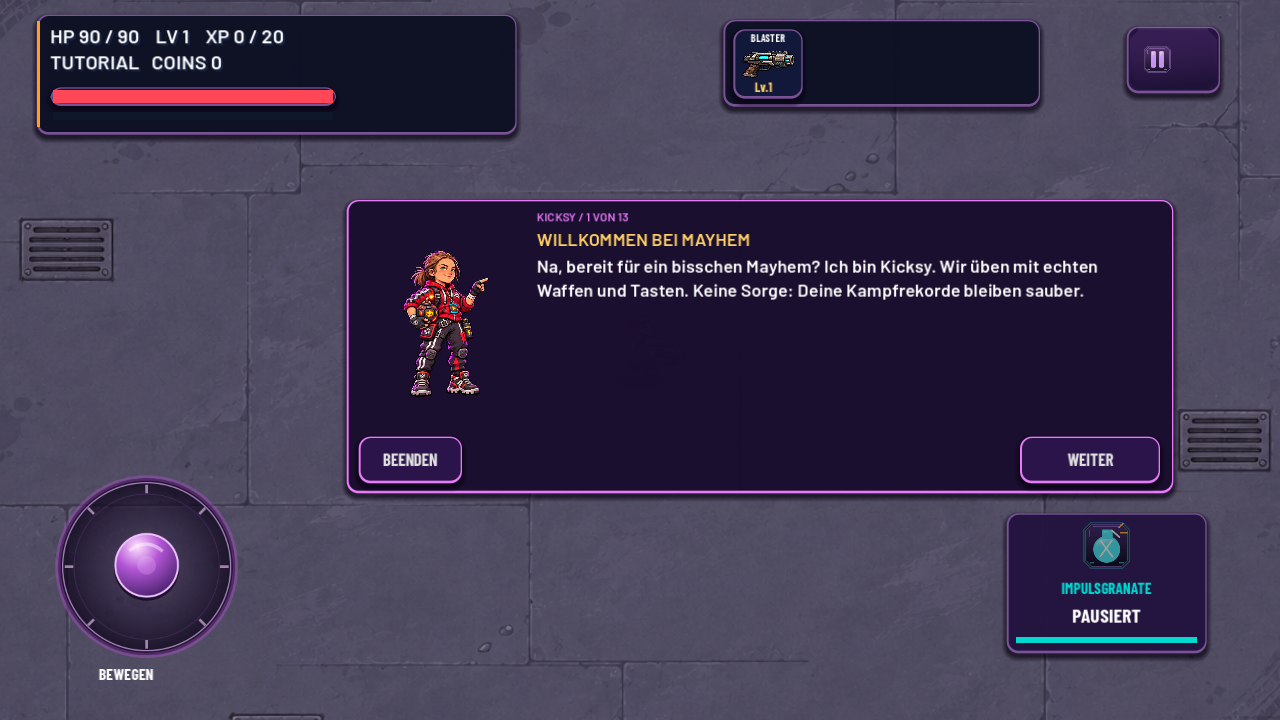 HP 90 / 90 LV 1 XP 0 / 20
TUTORIAL COINS 0
BLASTER
Lv.1
KICKSY / 1 VON 13
WILLKOMMEN BEI MAYHEM
Na, bereit für ein bisschen Mayhem? Ich bin Kicksy. Wir üben mit echten
Waffen und Tasten. Keine Sorge: Deine Kampfrekorde bleiben sauber.
BEENDEN
WEITER
IMPULSGRANATE
PAUSIERT
BEWEGEN